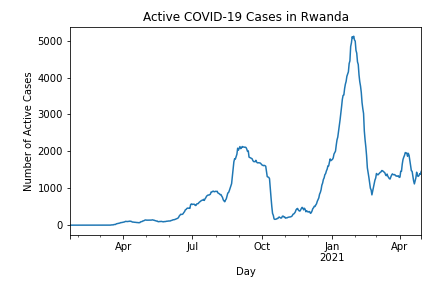 Active COVID-19 Cases in Rwanda
Number of Active Cases
5000
4000
3000
2000
1000
0
Apr Jul Oct Jan Apr
2021
Day